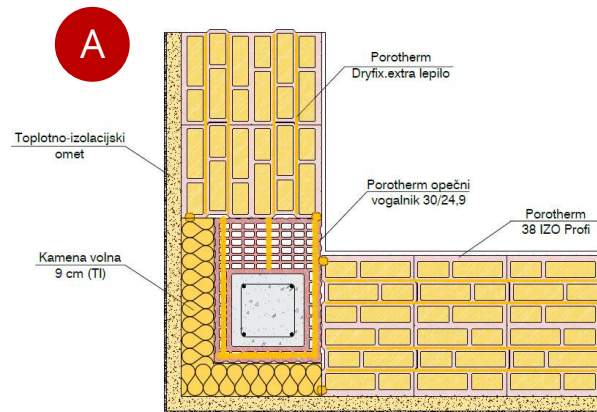 A
Porotherm
Dryfix.extra lepilo
Toplotno-izolacijski
omet
Porotherm opečni
vogalnik 30/24,9
Porotherm
38 IZO Profi
Kamena volna
9 cm (TI)